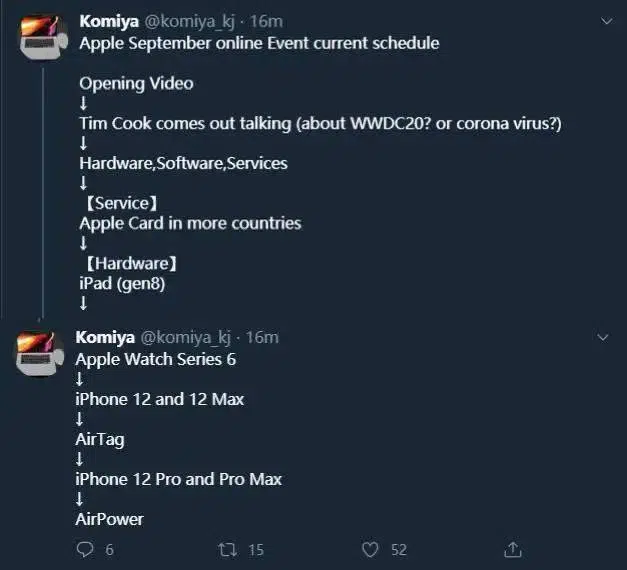 Komiya @komiya_kj · 16m
Apple September online Event current schedule
Opening Video
↓
Tim Cook comes out talking (about WWDC20? or corona virus?)
↓
Hardware,Software,Services
↓
【Service】
Apple Card in more countries
↓
【Hardware】
iPad (gen8)
↓
Komiya @komiya_kj · 16m
Apple Watch Series 6
↓
iPhone 12 and 12 Max
↓
AirTag
↓
iPhone 12 Pro and Pro Max
↓
AirPower
6 15 52